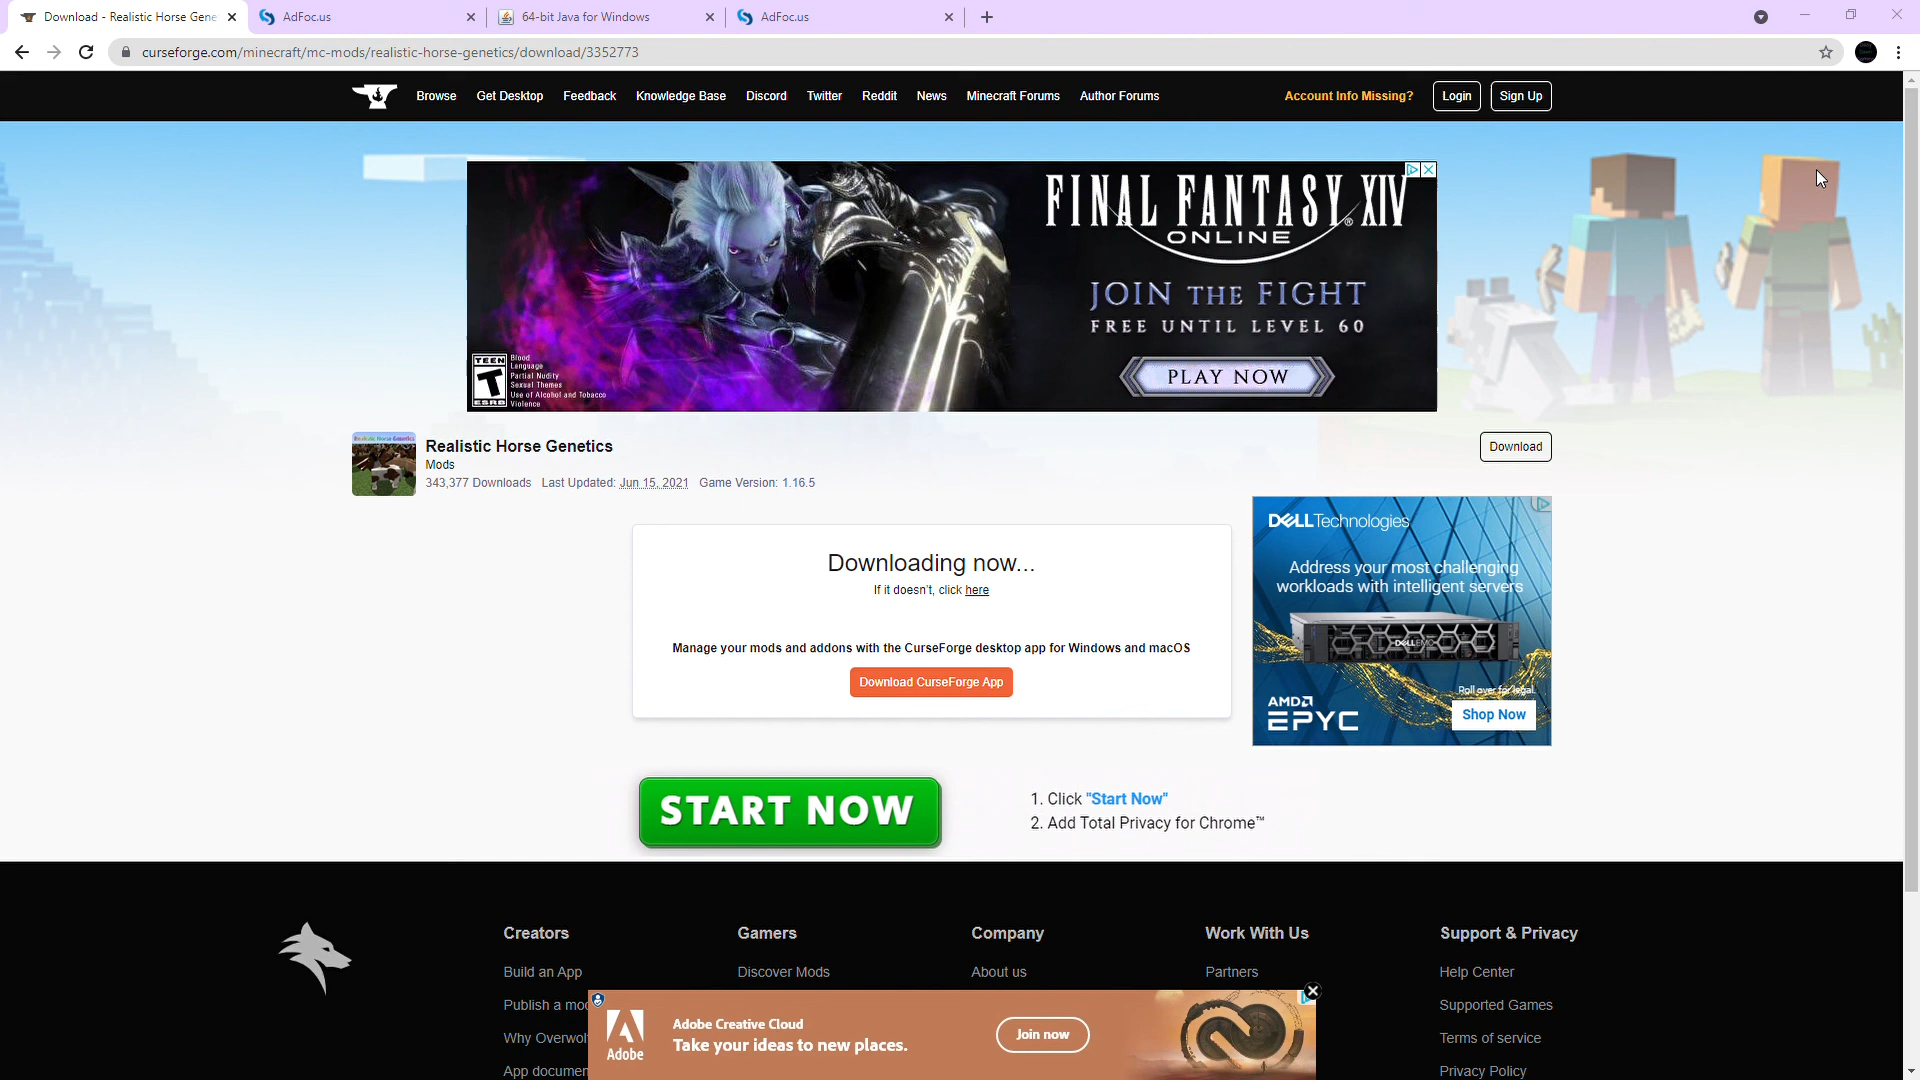 Download - Realistic Horse Gene
AdFoc.us
64-bit Java for Windows
AdFoc.us
curseforge.com/minecraft/mc-mods/realistic-horse-genetics/download/3352773
Browse
Get Desktop
Feedback
Knowledge Base
Discord
Twitter
Reddit
News
Minecraft Forums
Author Forums
Account Info Missing?
Login
Sign Up
FINAL FANTASY® XIV
ONLINE
JOIN THE FIGHT
FREE UNTIL LEVEL 60
PLAY NOW
TEEN
T
ESRB
Blood
Language
Partial Nudity
Sexual Themes
Use of Alcohol and Tobacco
Violence
Realistic Horse Genetics
Realistic Horse Genetics
Mods
343,377 Downloads Last Updated: Jun 15, 2021 Game Version: 1.16.5
Download
Downloading now...
If it doesn't, click here
Manage your mods and addons with the CurseForge desktop app for Windows and macOS
Download CurseForge App
DELL Technologies
Address your most challenging
workloads with intelligent servers
DELL EMC
Roll over for legal.
AMD
EPYC
Shop Now
START NOW
1. Click "Start Now"
2. Add Total Privacy for Chrome™
Creators
Gamers
Company
Work With Us
Support & Privacy
Build an App
Discover Mods
About us
Partners
Help Center
Publish a mo
Supported Games
Why Overwol
Terms of service
App documen
Privacy Policy
Adobe
Adobe Creative Cloud
Take your ideas to new places.
Join now